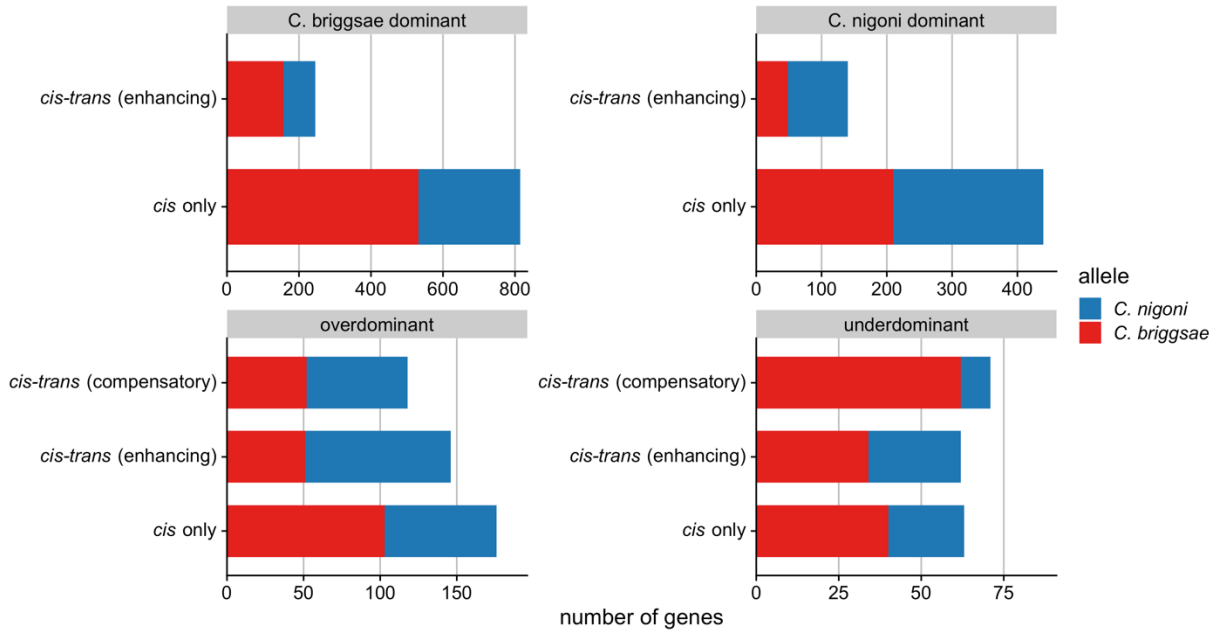 C. briggsae dominant
cis-trans (enhancing)
cis only
0 200 400 600 800
C. nigoni dominant
cis-trans (enhancing)
cis only
0 100 200 300 400
overdominant
cis-trans (compensatory)
cis-trans (enhancing)
cis only
0 50 100 150
underdominant
cis-trans (compensatory)
cis-trans (enhancing)
cis only
0 25 50 75
number of genes
allele
C. nigoni
C. briggsae